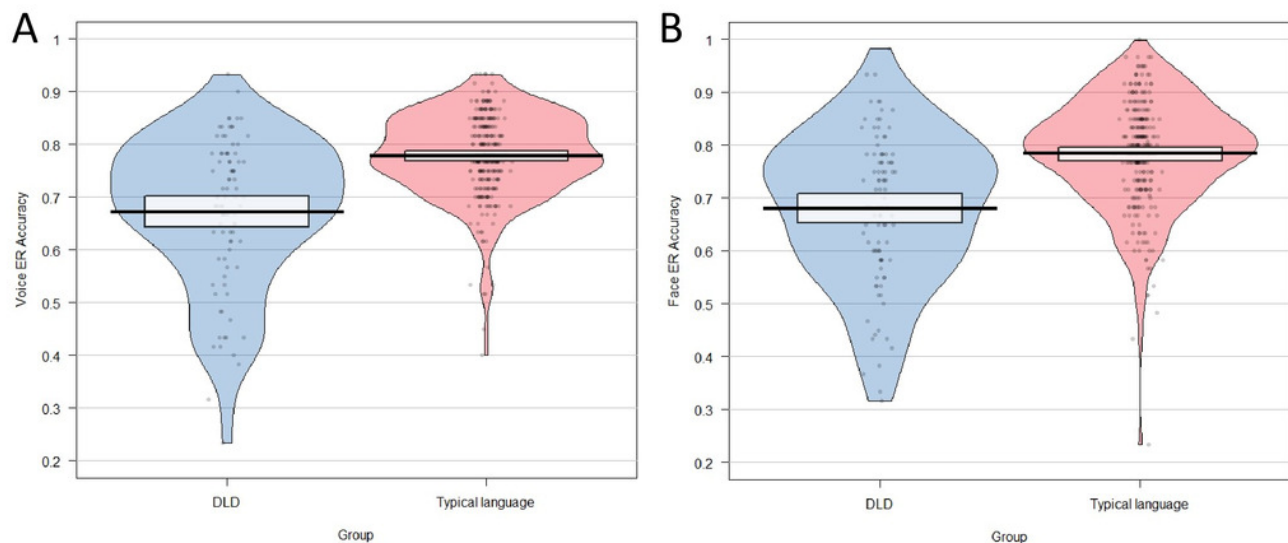 A
Voice ER Accuracy
1
0.9
0.8
0.7
0.6
0.5
0.4
0.3
0.2
DLD
Typical language
Group
B
Face ER Accuracy
1
0.9
0.8
0.7
0.6
0.5
0.4
0.3
0.2
DLD
Typical language
Group